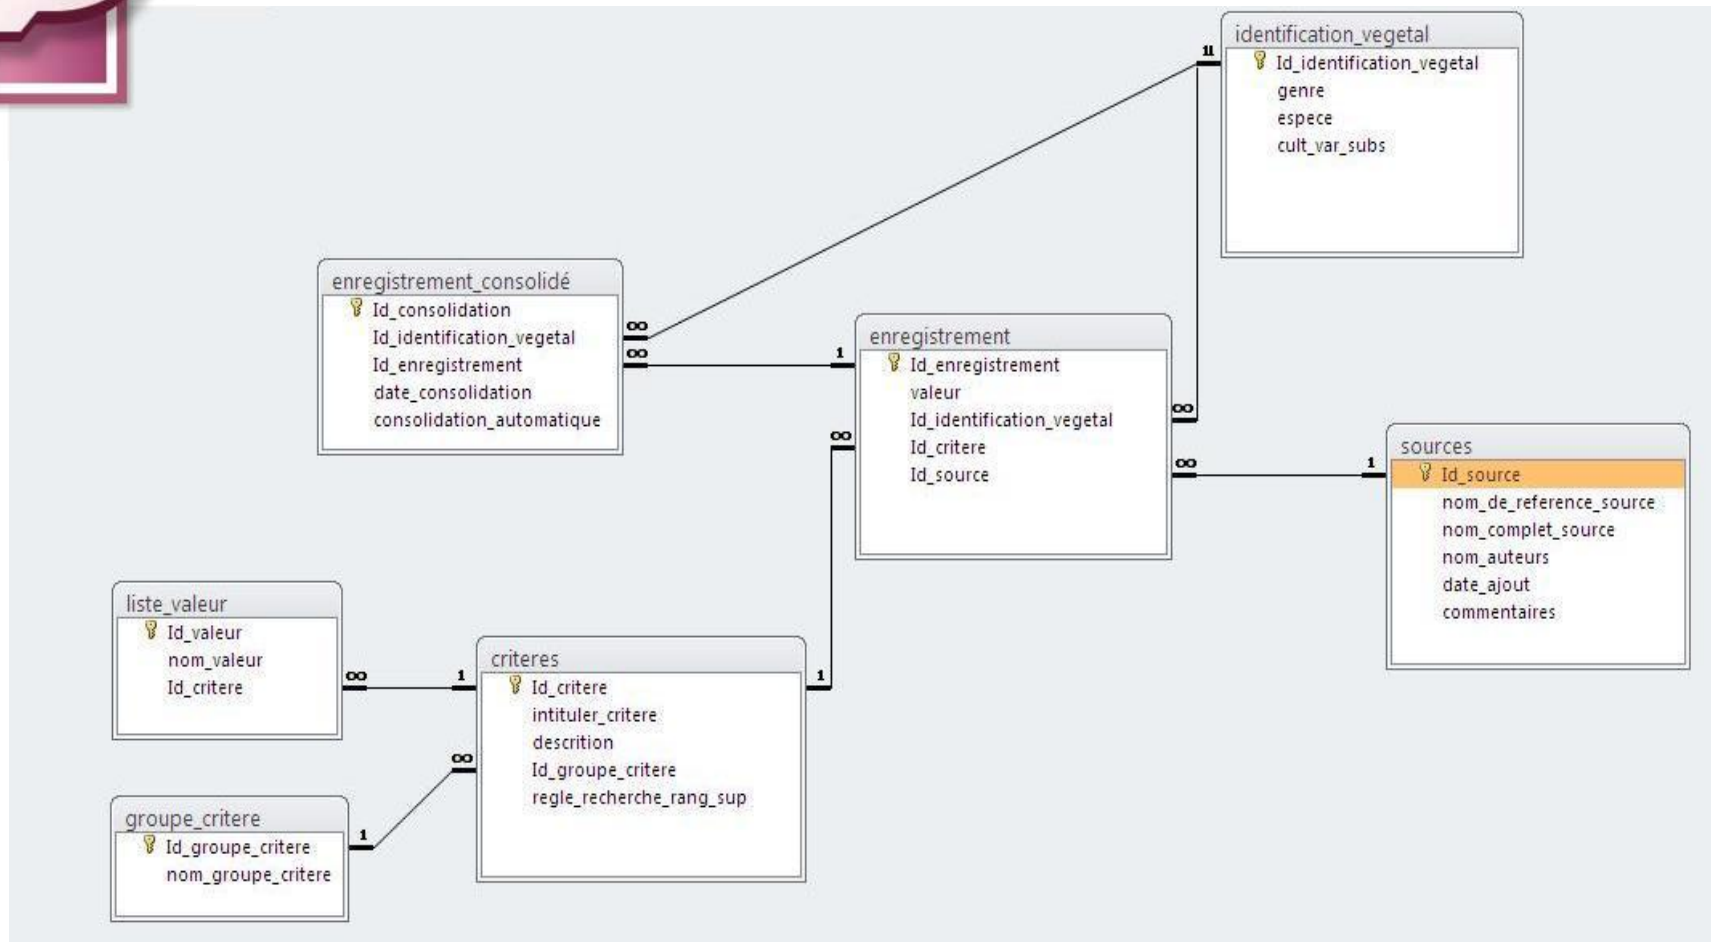 identification_vegetal
Id_identification_vegetal
genre
espece
cult_var_subs
1
1
enregistrement_consolidé
Id_consolidation
Id_identification_vegetal
Id_enregistrement
date_consolidation
consolidation_automatique
∞
∞
1
enregistrement
Id_enregistrement
valeur
Id_identification_vegetal
Id_critere
Id_source
∞
∞
∞
1
sources
Id_source
nom_de_reference_source
nom_complet_source
nom_auteurs
date_ajout
commentaires
liste_valeur
Id_valeur
nom_valeur
Id_critere
∞
1
criteres
Id_critere
intituler_critere
descrition
Id_groupe_critere
regle_recherche_rang_sup
1
∞
groupe_critere
Id_groupe_critere
nom_groupe_critere
1